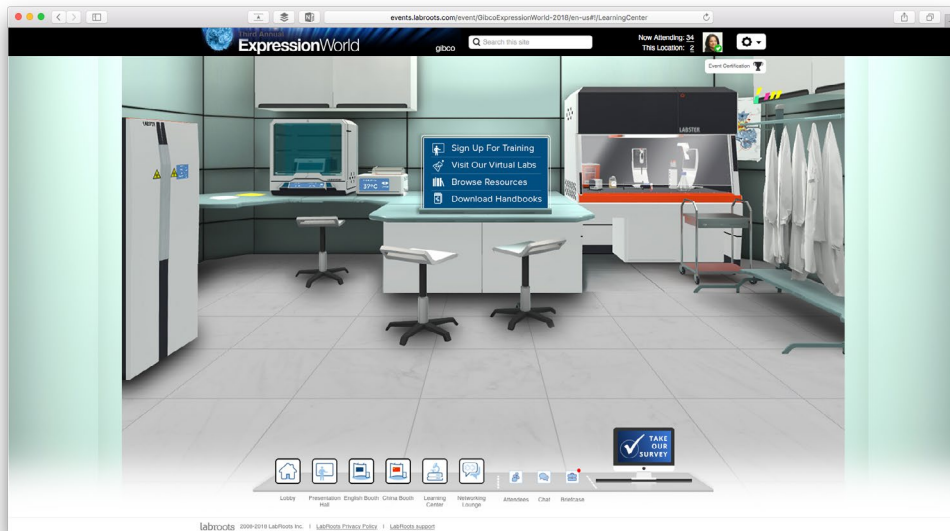 events.labroots.com/event/GibcoExpressionWorld-2018/en-us#!/LearningCenter
Third Annual
ExpressionWorld
gibco
Search this site
Now Attending: 34
This Location: 2
Event Certification
LABSTER
37°C
Sign Up For Training
Visit Our Virtual Labs
Browse Resources
Download Handbooks
TAKE
OUR
SURVEY
Lobby
Presentation Hall
English Booth
China Booth
Learning Center
Networking Lounge
Attendees
Chat
Briefcase
labroots 2008-2018 LabRoots Inc. | LabRoots Privacy Policy | LabRoots support